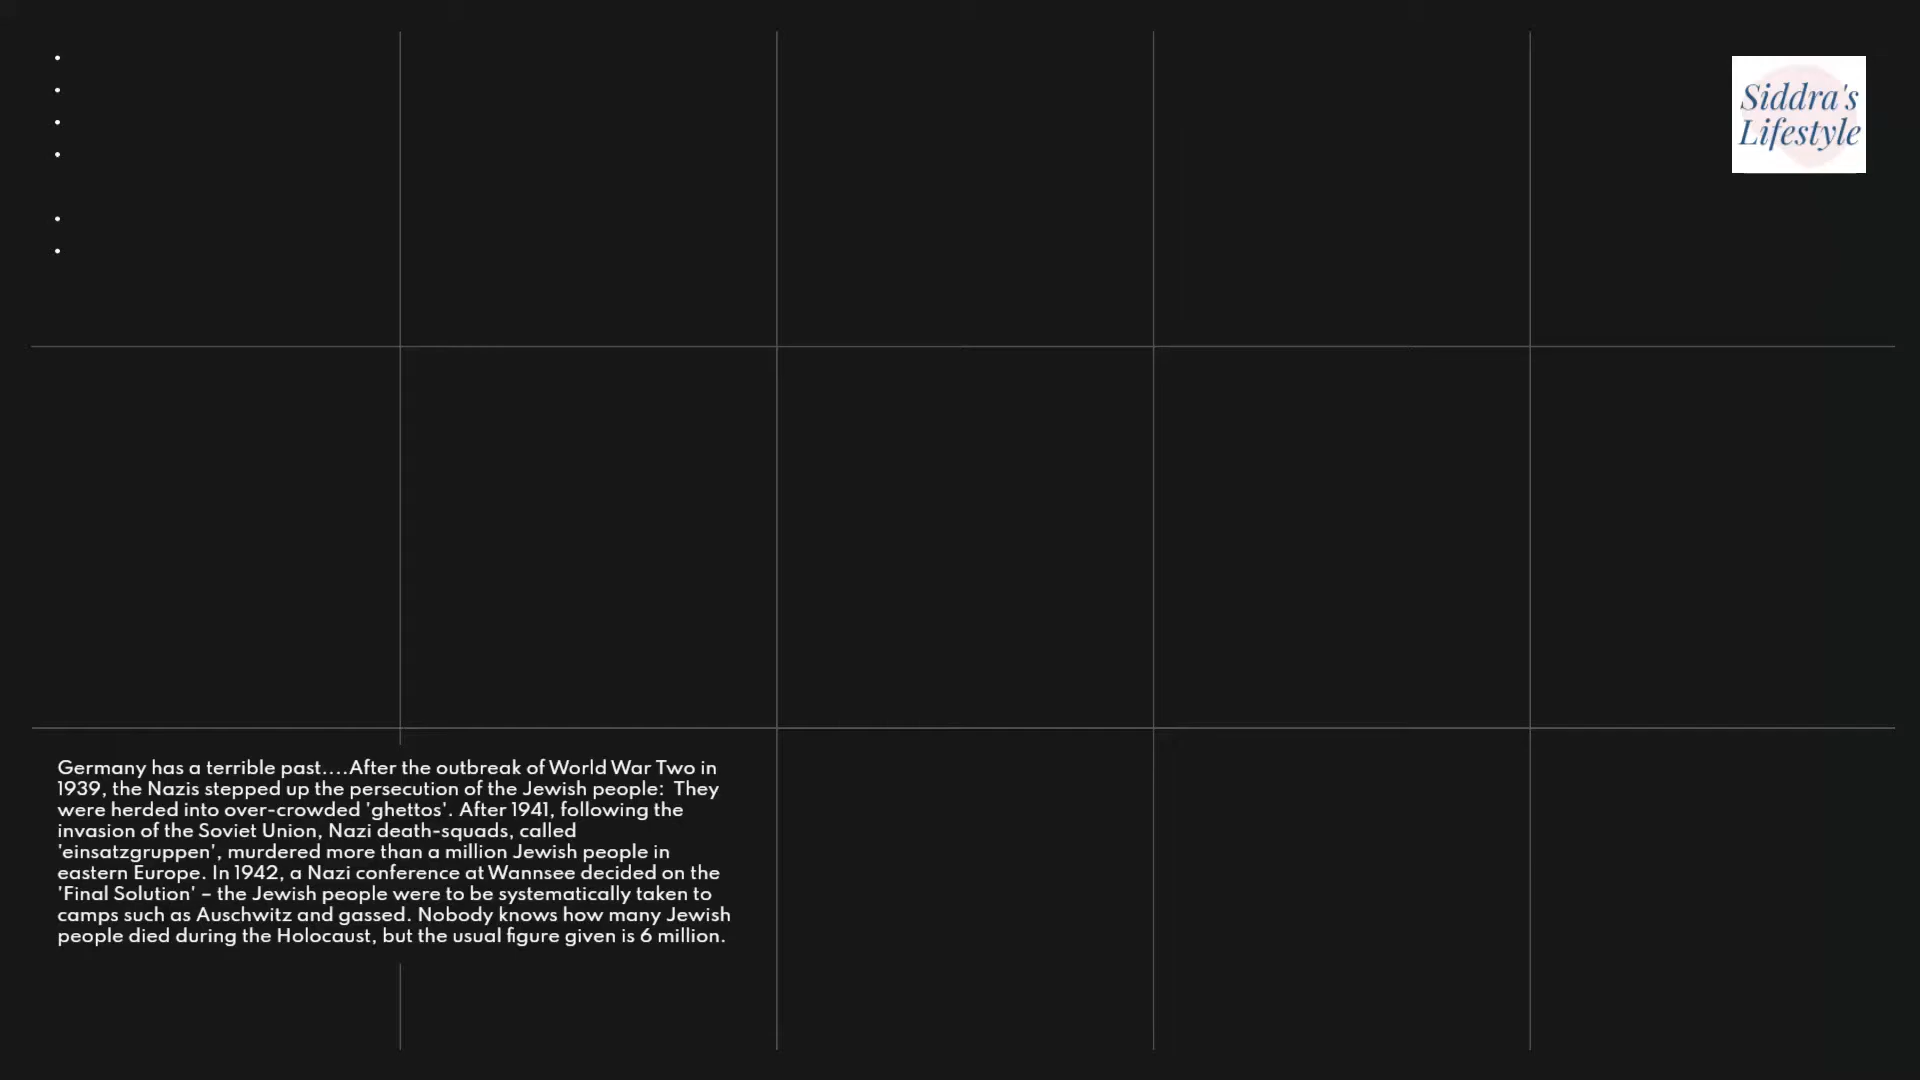 Siddra's
Lifestyle
Germany has a terrible past....After the outbreak of World War Two in
1939, the Nazis stepped up the persecution of the Jewish people:  They
were herded into over-crowded 'ghettos'. After 1941, following the
invasion of the Soviet Union, Nazi death-squads, called
'einsatzgruppen', murdered more than a million Jewish people in
eastern Europe. In 1942, a Nazi conference at Wannsee decided on the
'Final Solution' – the Jewish people were to be systematically taken to
camps such as Auschwitz and gassed. Nobody knows how many Jewish
people died during the Holocaust, but the usual figure given is 6 million.